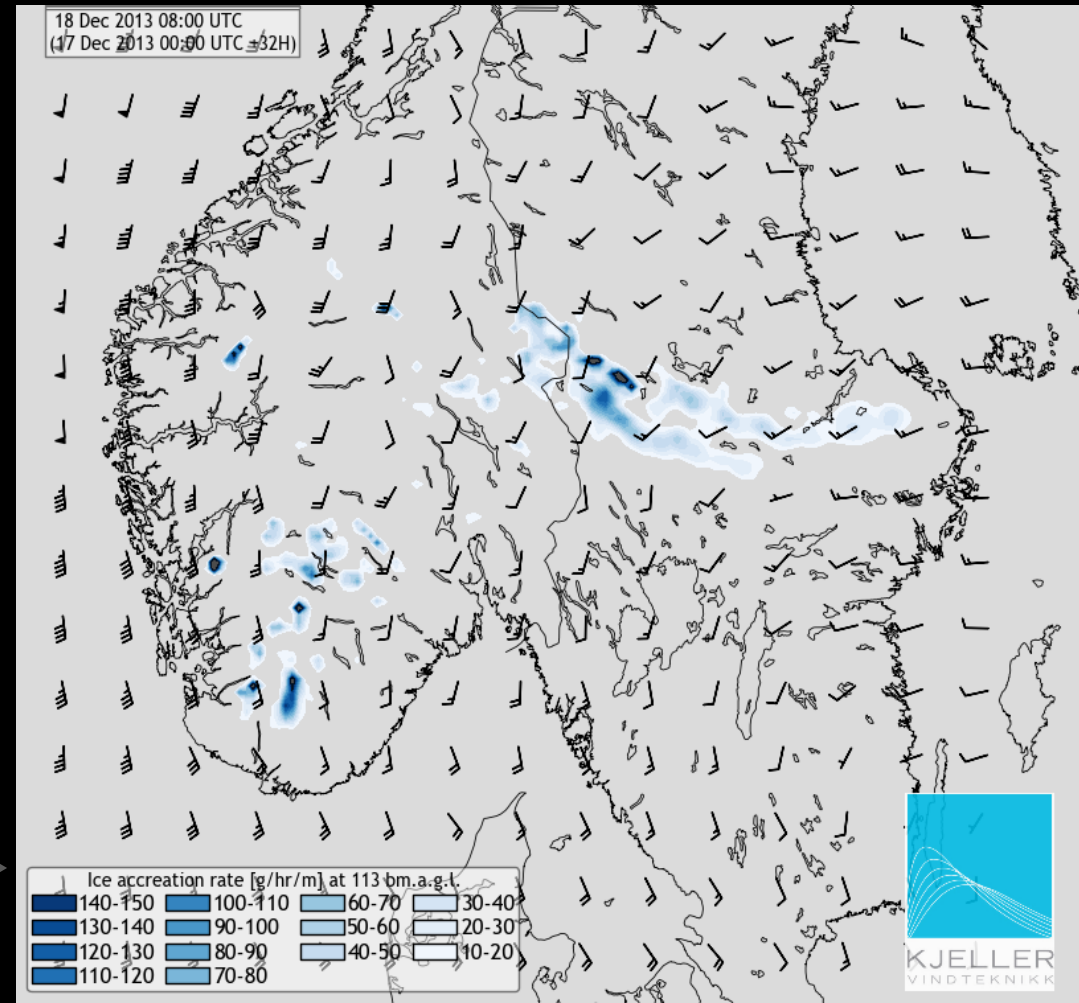 18 Dec 2013 08:00 UTC
(17 Dec 2013 00:00 UTC +32H)
Ice accreation rate [g/hr/m] at 113 bm.a.g.l.
140-150 100-110 60-70 30-40
130-140 90-100 50-60 20-30
120-130 80-90 40-50 10-20
110-120 70-80
KJELLER
VINDTEKNIKK